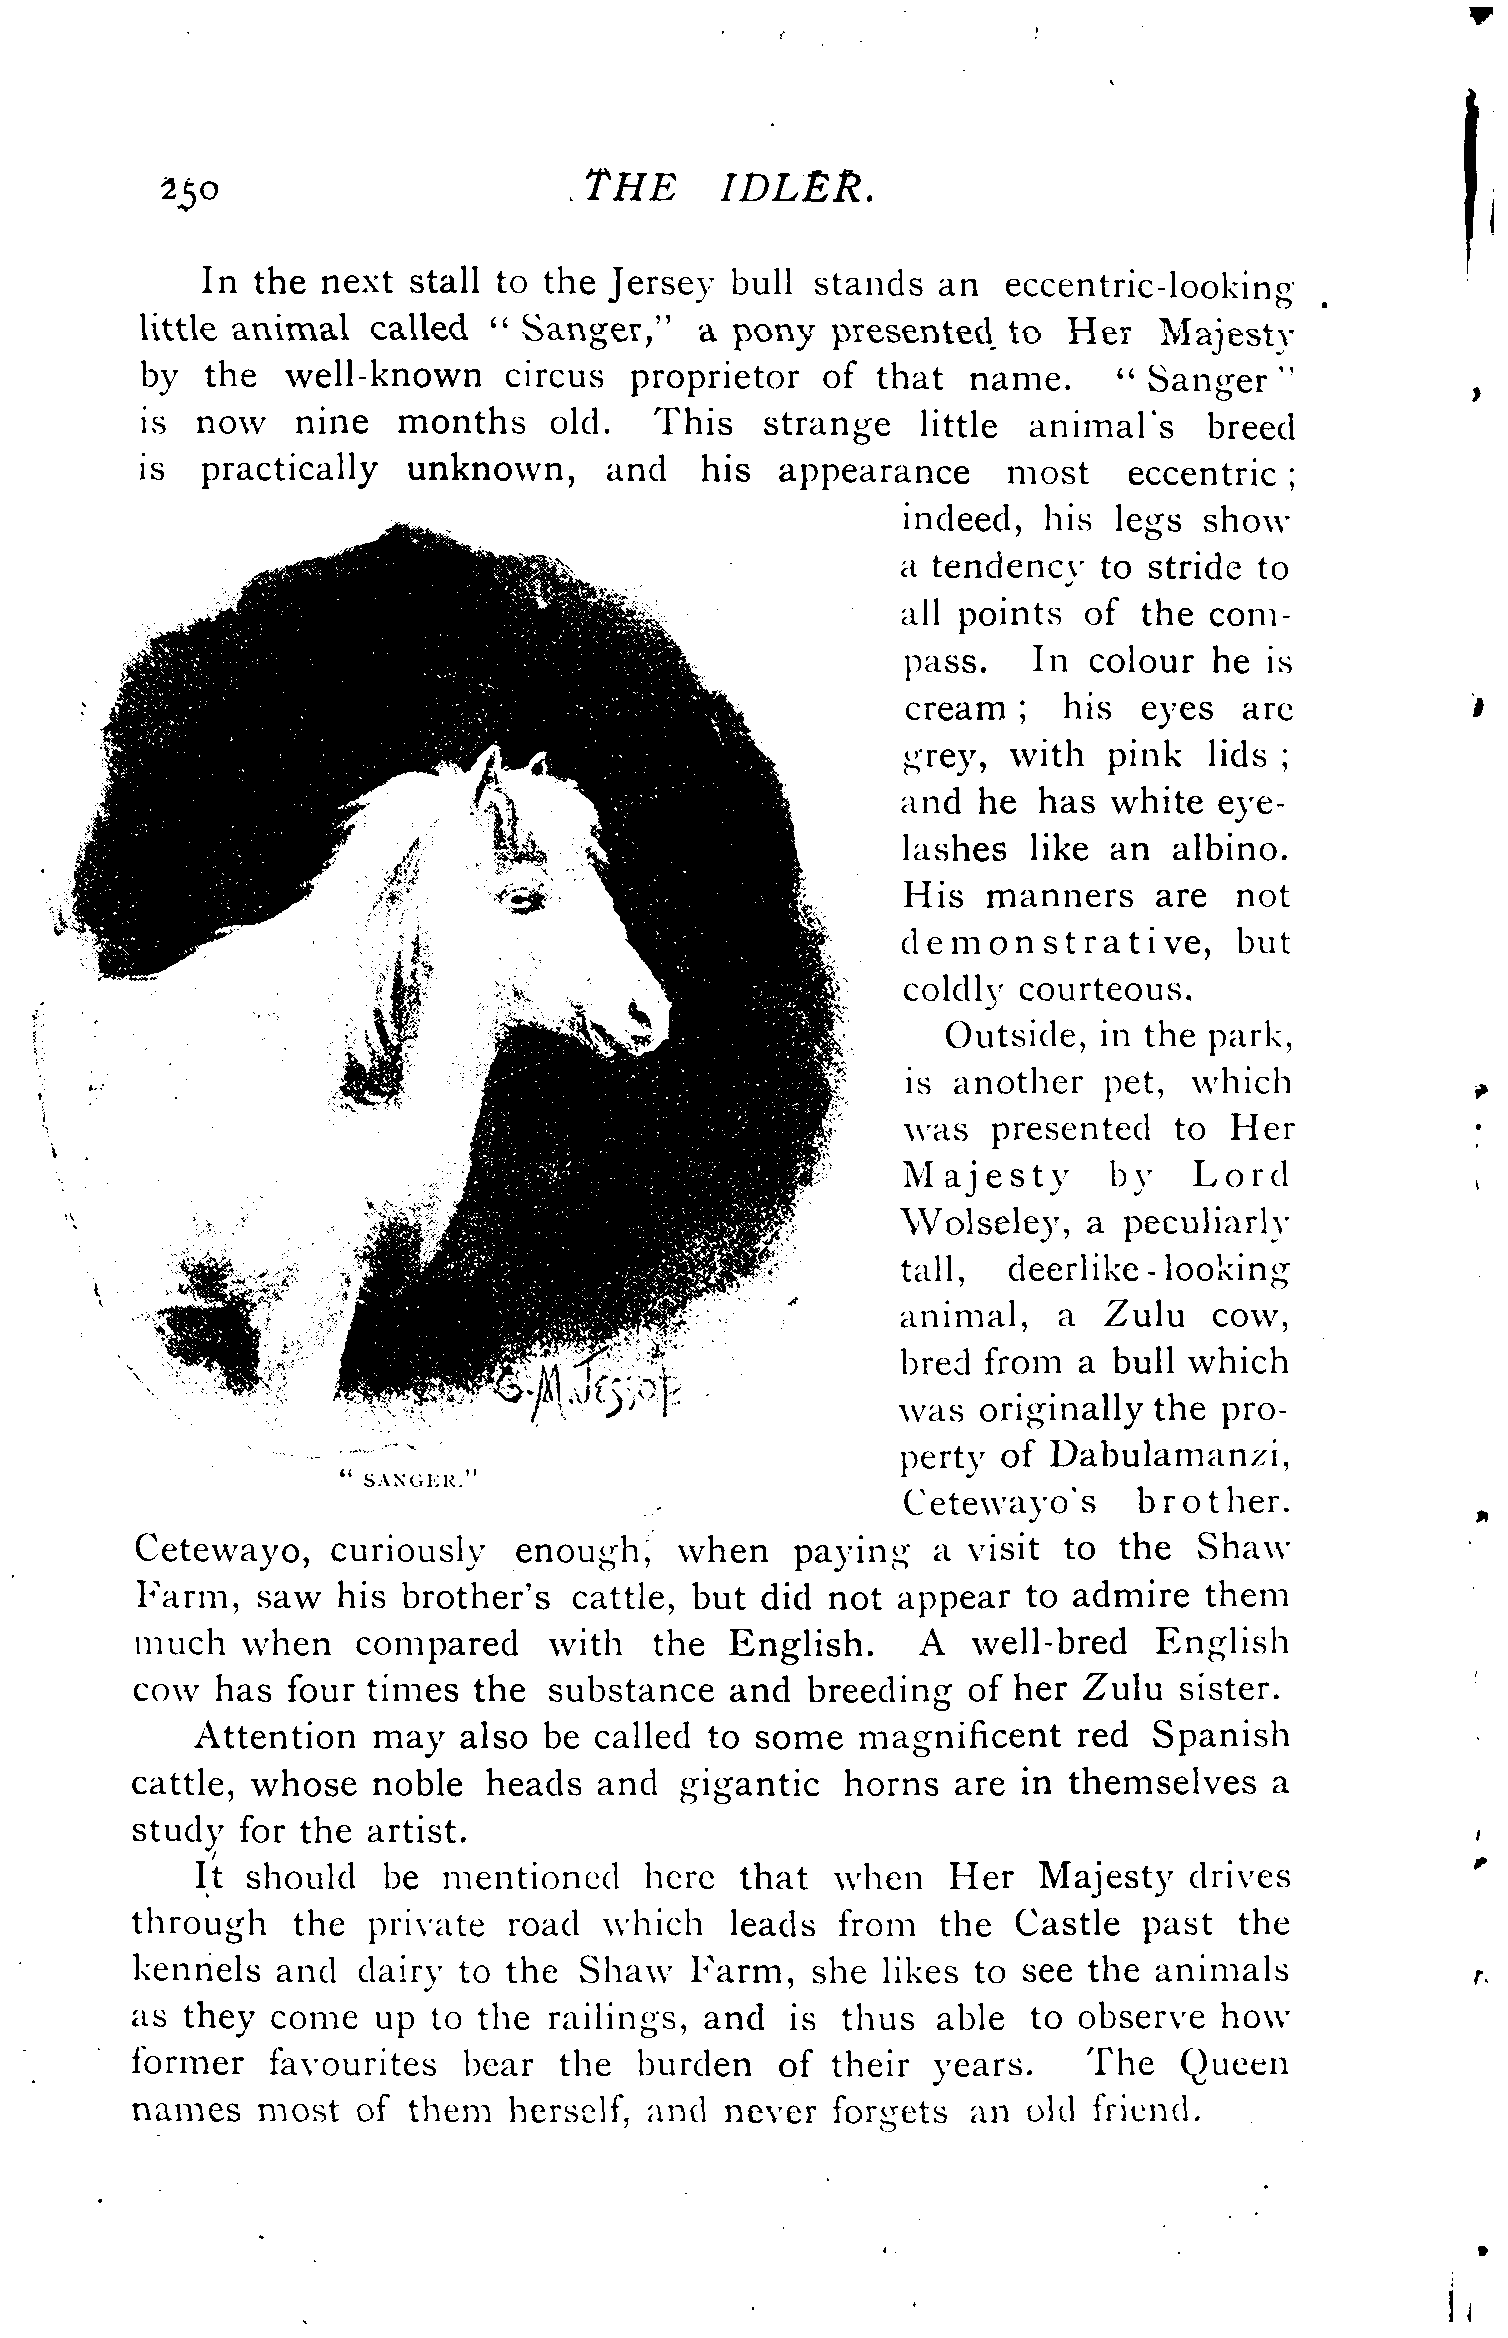 250 THE IDLER.
In the next stall to the Jersey bull stands an eccentric-looking
little animal called “ Sanger,” a pony presented to Her Majesty
by the well-known circus proprietor of that name. “ Sanger ”
is now nine months old. This strange little animal's breed
is practically unknown, and his appearance most eccentric ;
indeed, his legs show
a tendency to stride to
all points of the com-
pass. In colour he is
cream ; his eyes are
grey, with pink lids ;
and he has white eye-
lashes like an albino.
His manners are not
demonstrative, but
coldly courteous.
Outside, in the park,
is another pet, which
was presented to Her
Majesty by Lord
Wolseley, a peculiarly
tall, deerlike-looking
animal, a Zulu cow,
bred from a bull which
was originally the pro-
perty of Dabulamanzi,
Cetewayo's brother.
G. M. Jessop
“ SANGER.”
Cetewayo, curiously enough, when paying a visit to the Shaw
Farm, saw his brother's cattle, but did not appear to admire them
much when compared with the English. A well-bred English
cow has four times the substance and breeding of her Zulu sister.
Attention may also be called to some magnificent red Spanish
cattle, whose noble heads and gigantic horns are in themselves a
study for the artist.
It should be mentioned here that when Her Majesty drives
through the private road which leads from the Castle past the
kennels and dairy to the Shaw Farm, she likes to see the animals
as they come up to the railings, and is thus able to observe how
former favourites bear the burden of their years. The Queen
names most of them herself, and never forgets an old friend.